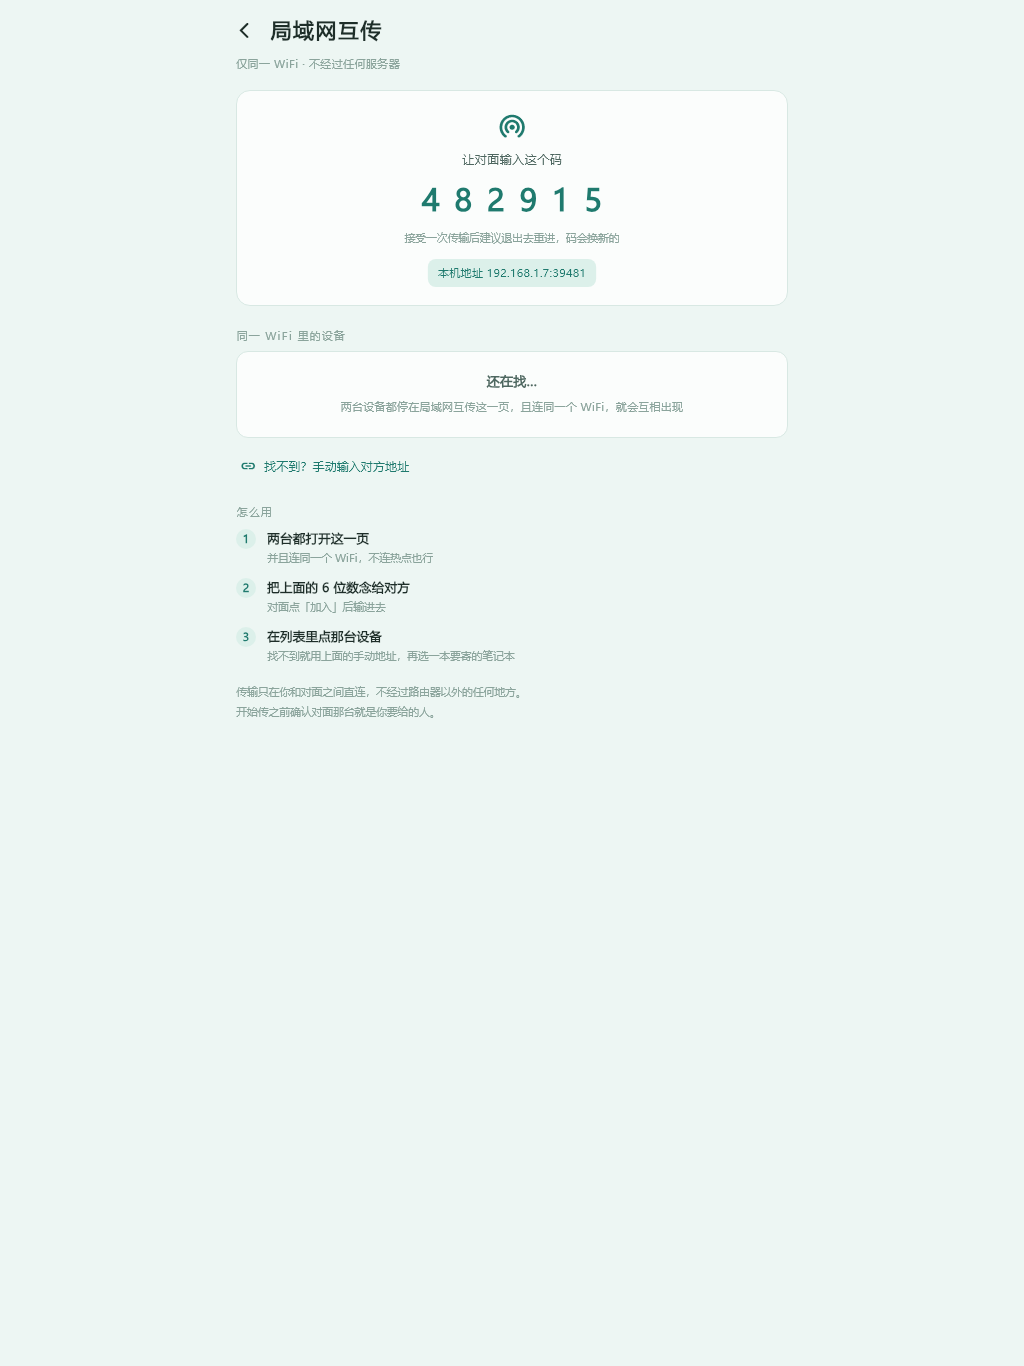 局域网互传
仅同一 WiFi · 不经过任何服务器
让对面输入这个码
4 8 2 9 1 5
接受一次传输后建议退出去重进，码会换新的
本机地址 192.168.1.7:39481
同一 WiFi 里的设备
还在找...
两台设备都停在局域网互传这一页，且连同一个 WiFi，就会互相出现
找不到？手动输入对方地址
怎么用
1 两台都打开这一页
并且连同一个 WiFi，不连热点也行
2 把上面的 6 位数念给对方
对面点「加入」后输进去
3 在列表里点那台设备
找不到就用上面的手动地址，再选一本要寄的笔记本
传输只在你和对面之间直连，不经过路由器以外的任何地方。
开始传之前确认对面那台就是你要给的人。